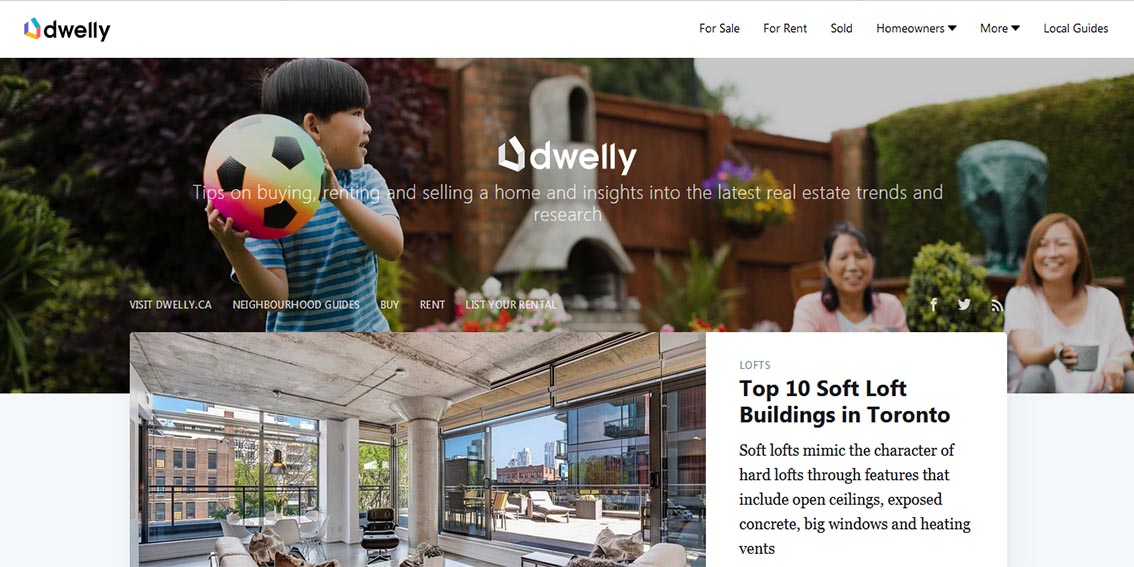 dwelly
For Sale
For Rent
Sold
Homeowners
More
Local Guides
dwelly
Tips on buying, renting and selling a home and insights into the latest real estate trends and
research
VISIT DWELLY.CA
NEIGHBOURHOOD GUIDES
BUY
RENT
LIST YOUR RENTAL
LOFTS
Top 10 Soft Loft
Buildings in Toronto
Soft lofts mimic the character of
hard lofts through features that
include open ceilings, exposed
concrete, big windows and heating
vents